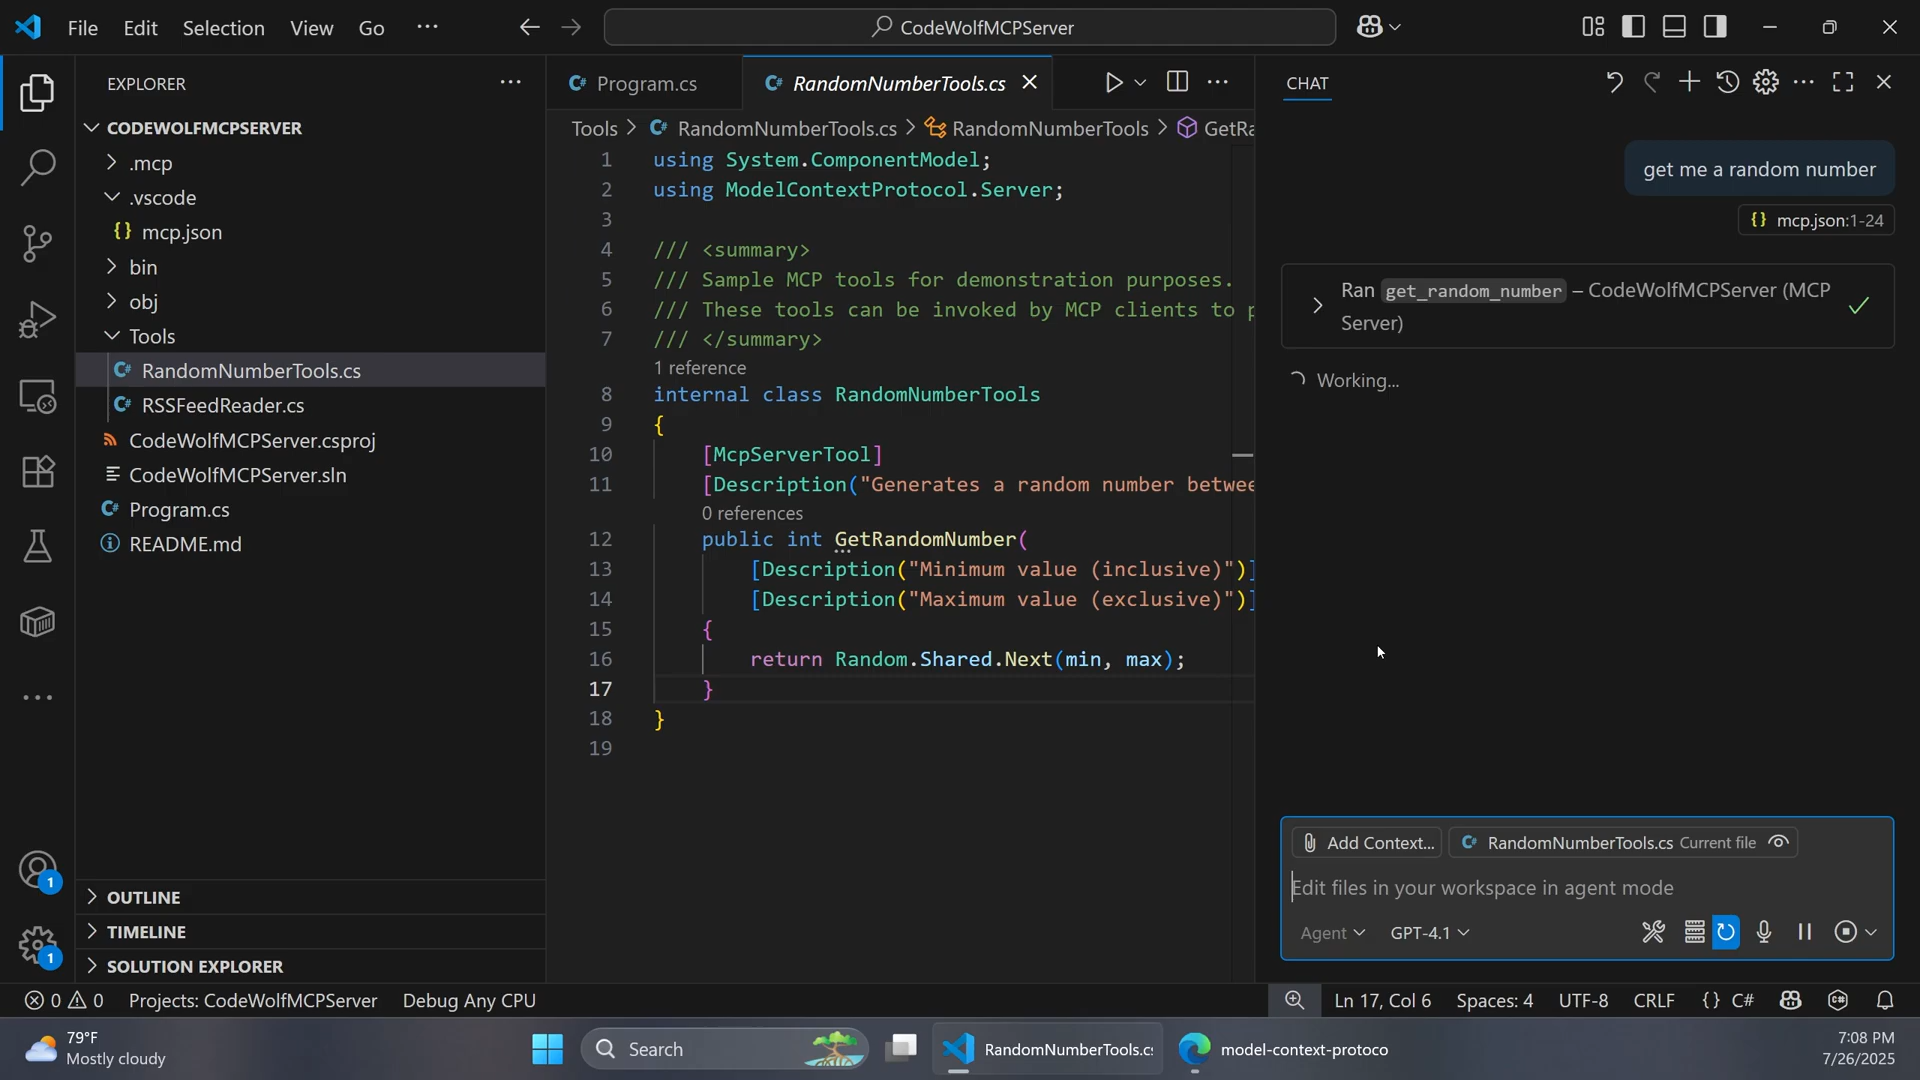 File Edit Selection View Go ···
CodeWolfMCPServer
EXPLORER
CODEWOLFMCPSERVER
.mcp
.vscode
{} mcp.json
bin
obj
Tools
C# RandomNumberTools.cs
C# RSSFeedReader.cs
CodeWolfMCPServer.csproj
CodeWolfMCPServer.sln
C# Program.cs
README.md
OUTLINE
TIMELINE
SOLUTION EXPLORER
1
1
C# Program.cs
C# RandomNumberTools.cs
Tools > C# RandomNumberTools.cs > RandomNumberTools > GetRa
1 using System.ComponentModel;
2 using ModelContextProtocol.Server;
3
4 /// <summary>
5 /// Sample MCP tools for demonstration purposes.
6 /// These tools can be invoked by MCP clients to p
7 /// </summary>
1 reference
8 internal class RandomNumberTools
9 {
10 [McpServerTool]
11 [Description("Generates a random number betwee
0 references
12 public int GetRandomNumber(
13 [Description("Minimum value (inclusive)")]
14 [Description("Maximum value (exclusive)")]
15 {
16 return Random.Shared.Next(min, max);
17 }
18 }
19
CHAT
get me a random number
{} mcp.json:1-24
Ran get_random_number – CodeWolfMCPServer (MCP
Server)
Working...
Add Context...
C# RandomNumberTools.cs Current file
Edit files in your workspace in agent mode
Agent
GPT-4.1
0 0 Projects: CodeWolfMCPServer Debug Any CPU
Ln 17, Col 6 Spaces: 4 UTF-8 CRLF {} C#
79°F
Mostly cloudy
Search
RandomNumberTools.cs
model-context-protoco
7:08 PM
7/26/2025